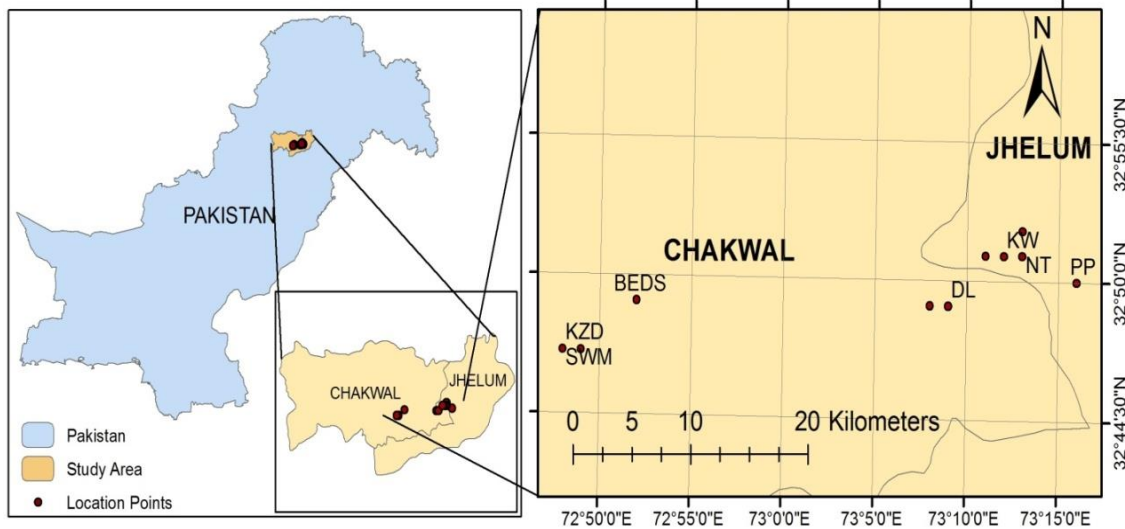 PAKISTAN
CHAKWAL
JHELUM
Pakistan
Study Area
Location Points
N
JHELUM
CHAKWAL
KW
NT
PP
BEDS
DL
KZD
SWM
0 5 10 20 Kilometers
32°55'30"N
32°50'0"N
32°44'30"N
72°50'0"E 72°55'0"E 73°0'0"E 73°5'0"E 73°10'0"E 73°15'0"E